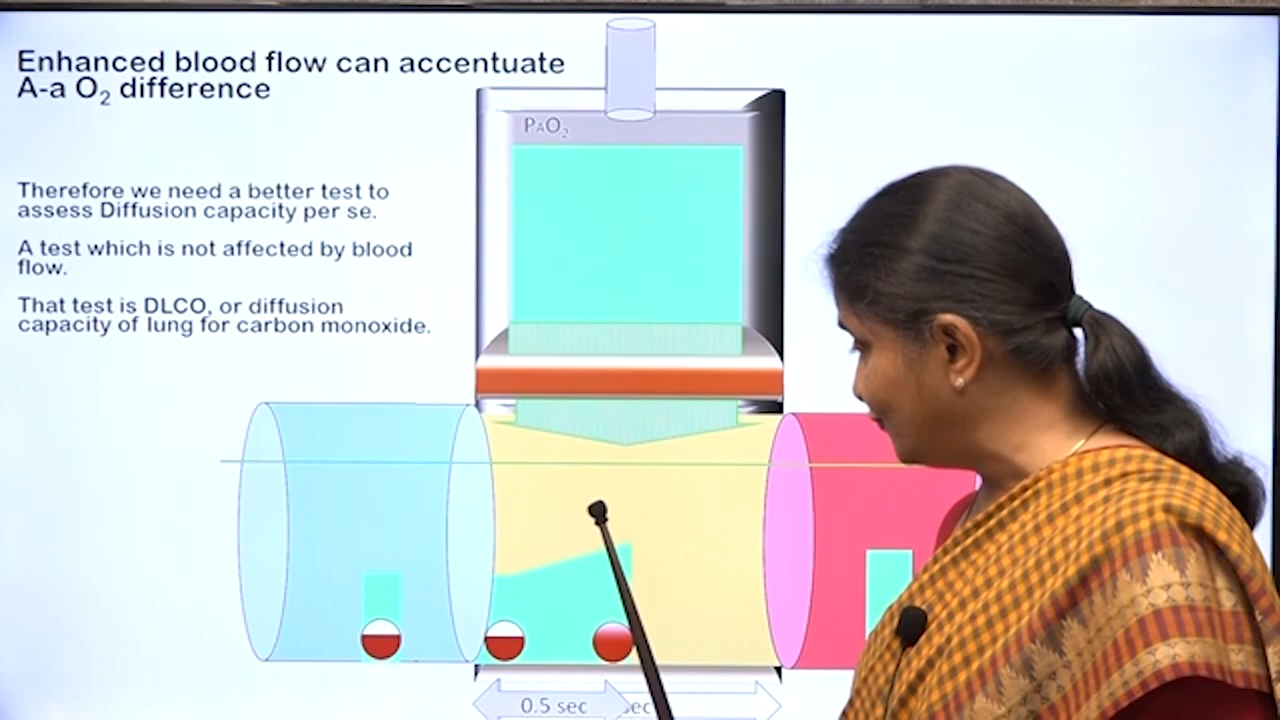 Enhanced blood flow can accentuate
A-a O₂ difference
PAO₂
Therefore we need a better test to
assess Diffusion capacity per se.
A test which is not affected by blood
flow.
That test is DLCO, or diffusion
capacity of lung for carbon monoxide.
0.5 sec